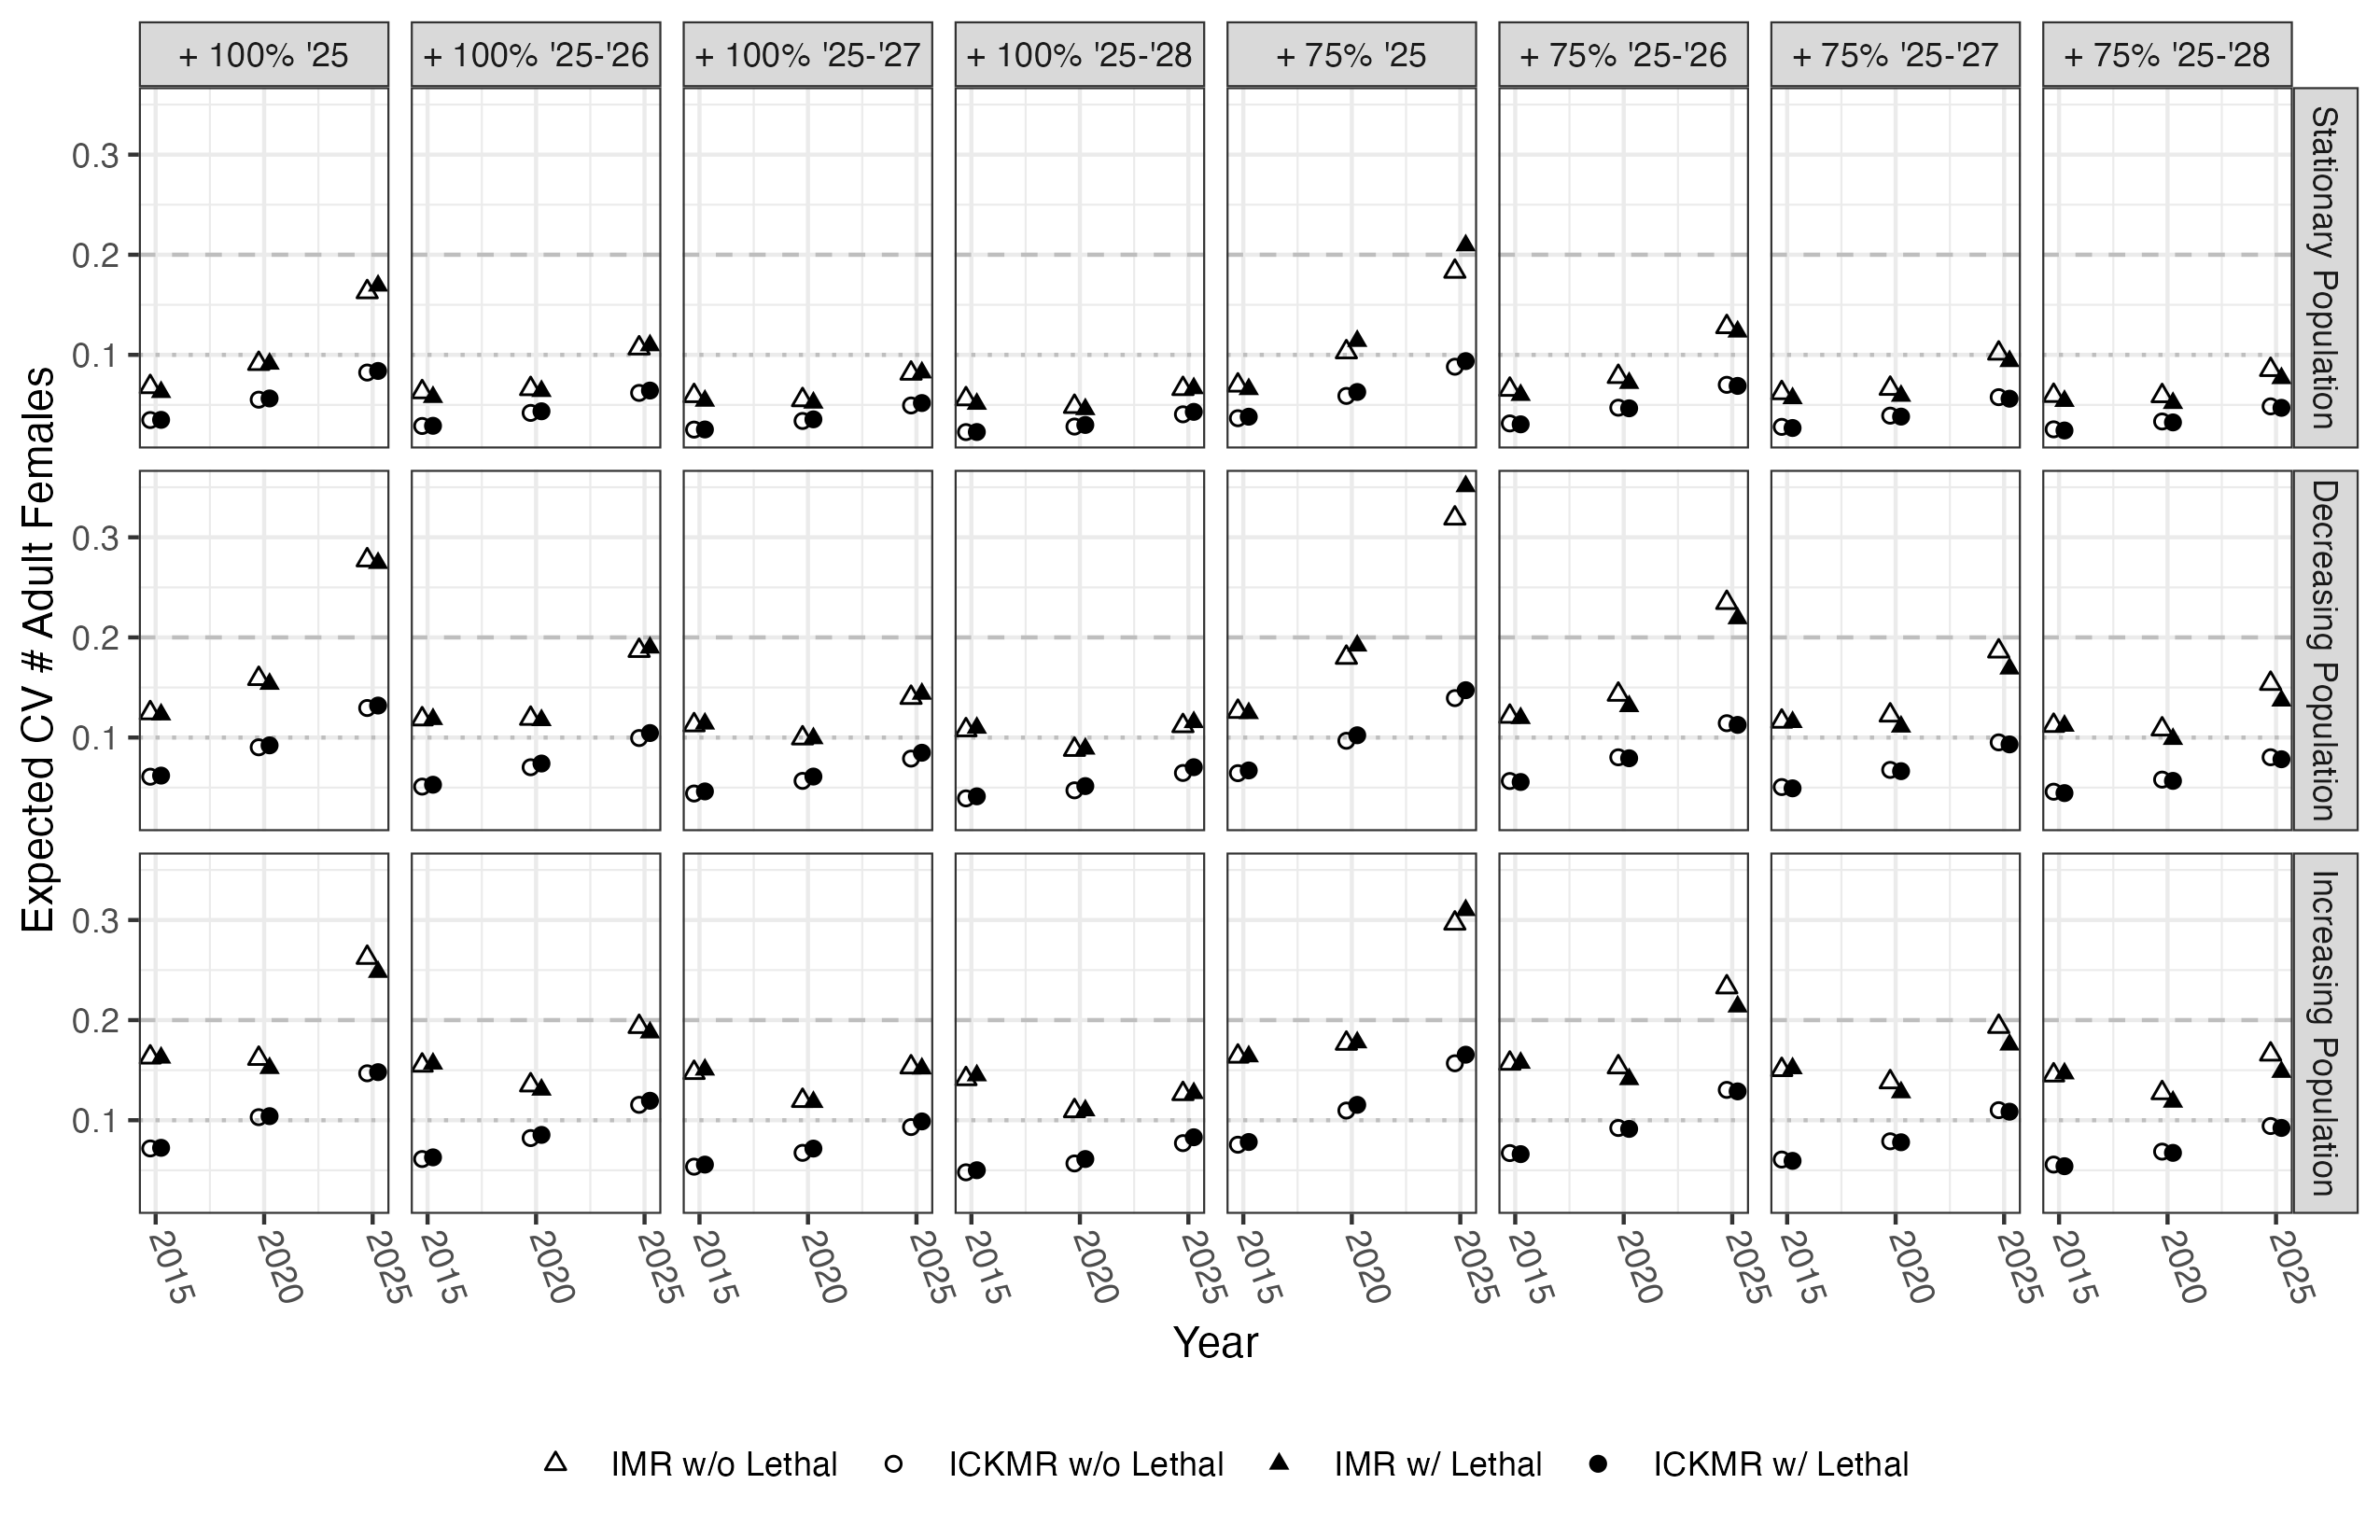 + 100% '25
+ 100% '25-'26
+ 100% '25-'27
+ 100% '25-'28
+ 75% '25
+ 75% '25-'26
+ 75% '25-'27
+ 75% '25-'28
Expected CV # Adult Females
0.3
0.2
0.1
Stationary Population
0.3
0.2
0.1
Decreasing Population
0.3
0.2
0.1
Increasing Population
2015 2020 2025
2015 2020 2025
2015 2020 2025
2015 2020 2025
2015 2020 2025
2015 2020 2025
2015 2020 2025
2015 2020 2025
Year
IMR w/o Lethal
ICKMR w/o Lethal
IMR w/ Lethal
ICKMR w/ Lethal